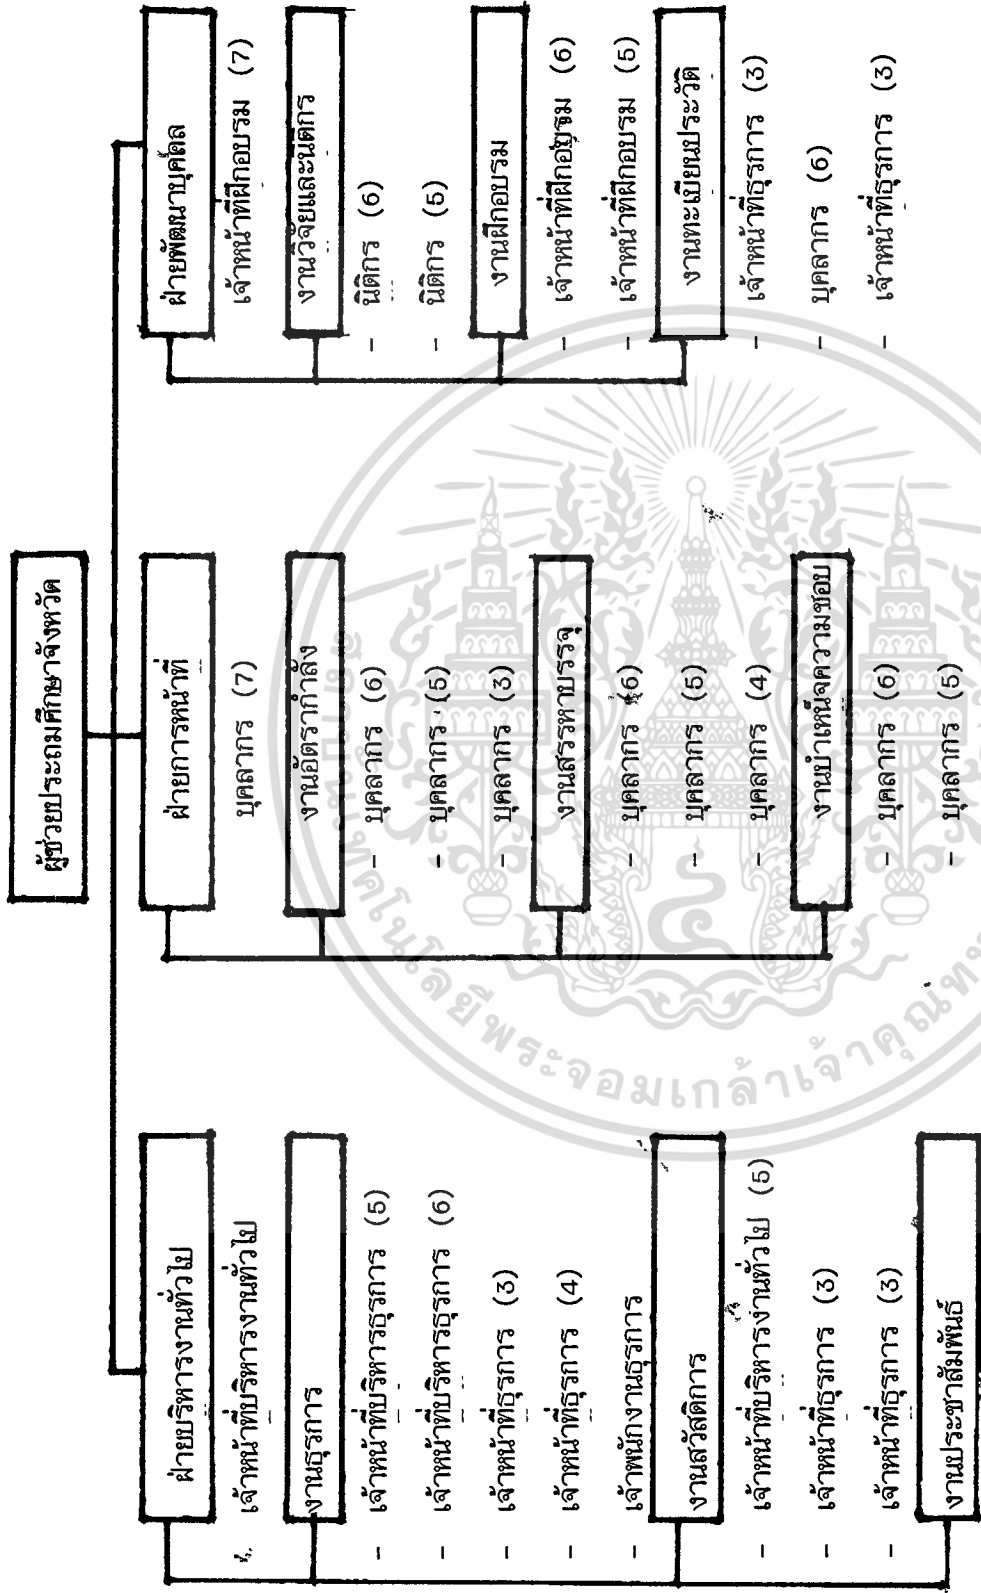 ผู้ช่วยประถมศึกษาจังหวัด
ฝ่ายบริหารงานทั่วไป
เจ้าหน้าที่บริหารงานทั่วไป
งานธุรการ
- เจ้าหน้าที่บริหารธุรการ (5)
- เจ้าหน้าที่บริหารธุรการ (6)
- เจ้าหน้าที่ธุรการ (3)
- เจ้าหน้าที่ธุรการ (4)
- เจ้าพนักงานธุรการ
งานสวัสดิการ
- เจ้าหน้าที่บริหารงานทั่วไป (5)
- เจ้าหน้าที่ธุรการ (3)
- เจ้าหน้าที่ธุรการ (3)
งานประชาสัมพันธ์
ฝ่ายการหน้าที่
บุคลากร (7)
งานอัตรากำลัง
- บุคลากร (6)
- บุคลากร (5)
- บุคลากร (3)
งานสรรหาบรรจุ
- บุคลากร (6)
- บุคลากร (5)
- บุคลากร (4)
งานบำเหน็จความชอบ
- บุคลากร (6)
- บุคลากร (5)
ฝ่ายพัฒนาบุคคล
เจ้าหน้าที่ฝึกอบรม (7)
งานวิจัยและนิติกร
- นิติกร (6)
- นิติกร (5)
งานฝึกอบรม
- เจ้าหน้าที่ฝึกอบรม (6)
- เจ้าหน้าที่ฝึกอบรม (5)
งานทะเบียนประวัติ
- เจ้าหน้าที่ธุรการ (3)
- บุคลากร (6)
- เจ้าหน้าที่ธุรการ (3)
เทคโนโลยีพระจอมเกล้าเจ้าคุณทห